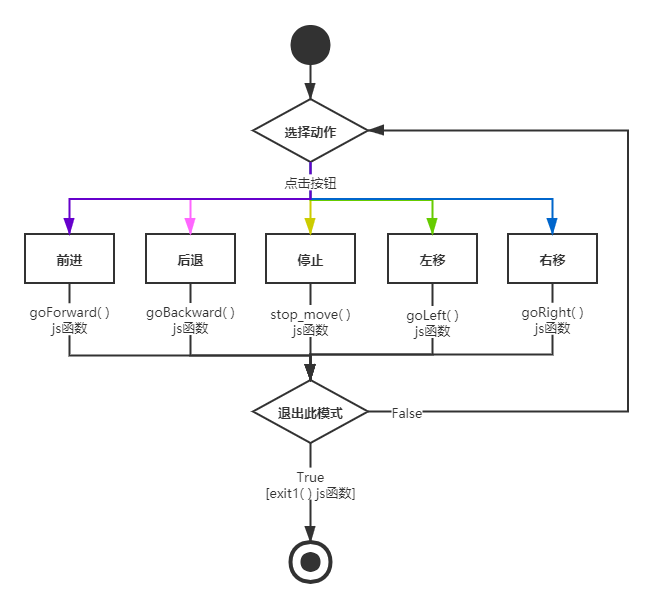 选择动作
点击按钮
前进
后退
停止
左移
右移
goForward( )
js函数
goBackward( )
js函数
stop_move( )
js函数
goLeft( )
js函数
goRight( )
js函数
退出此模式
False
True
[exit1( ) js函数]